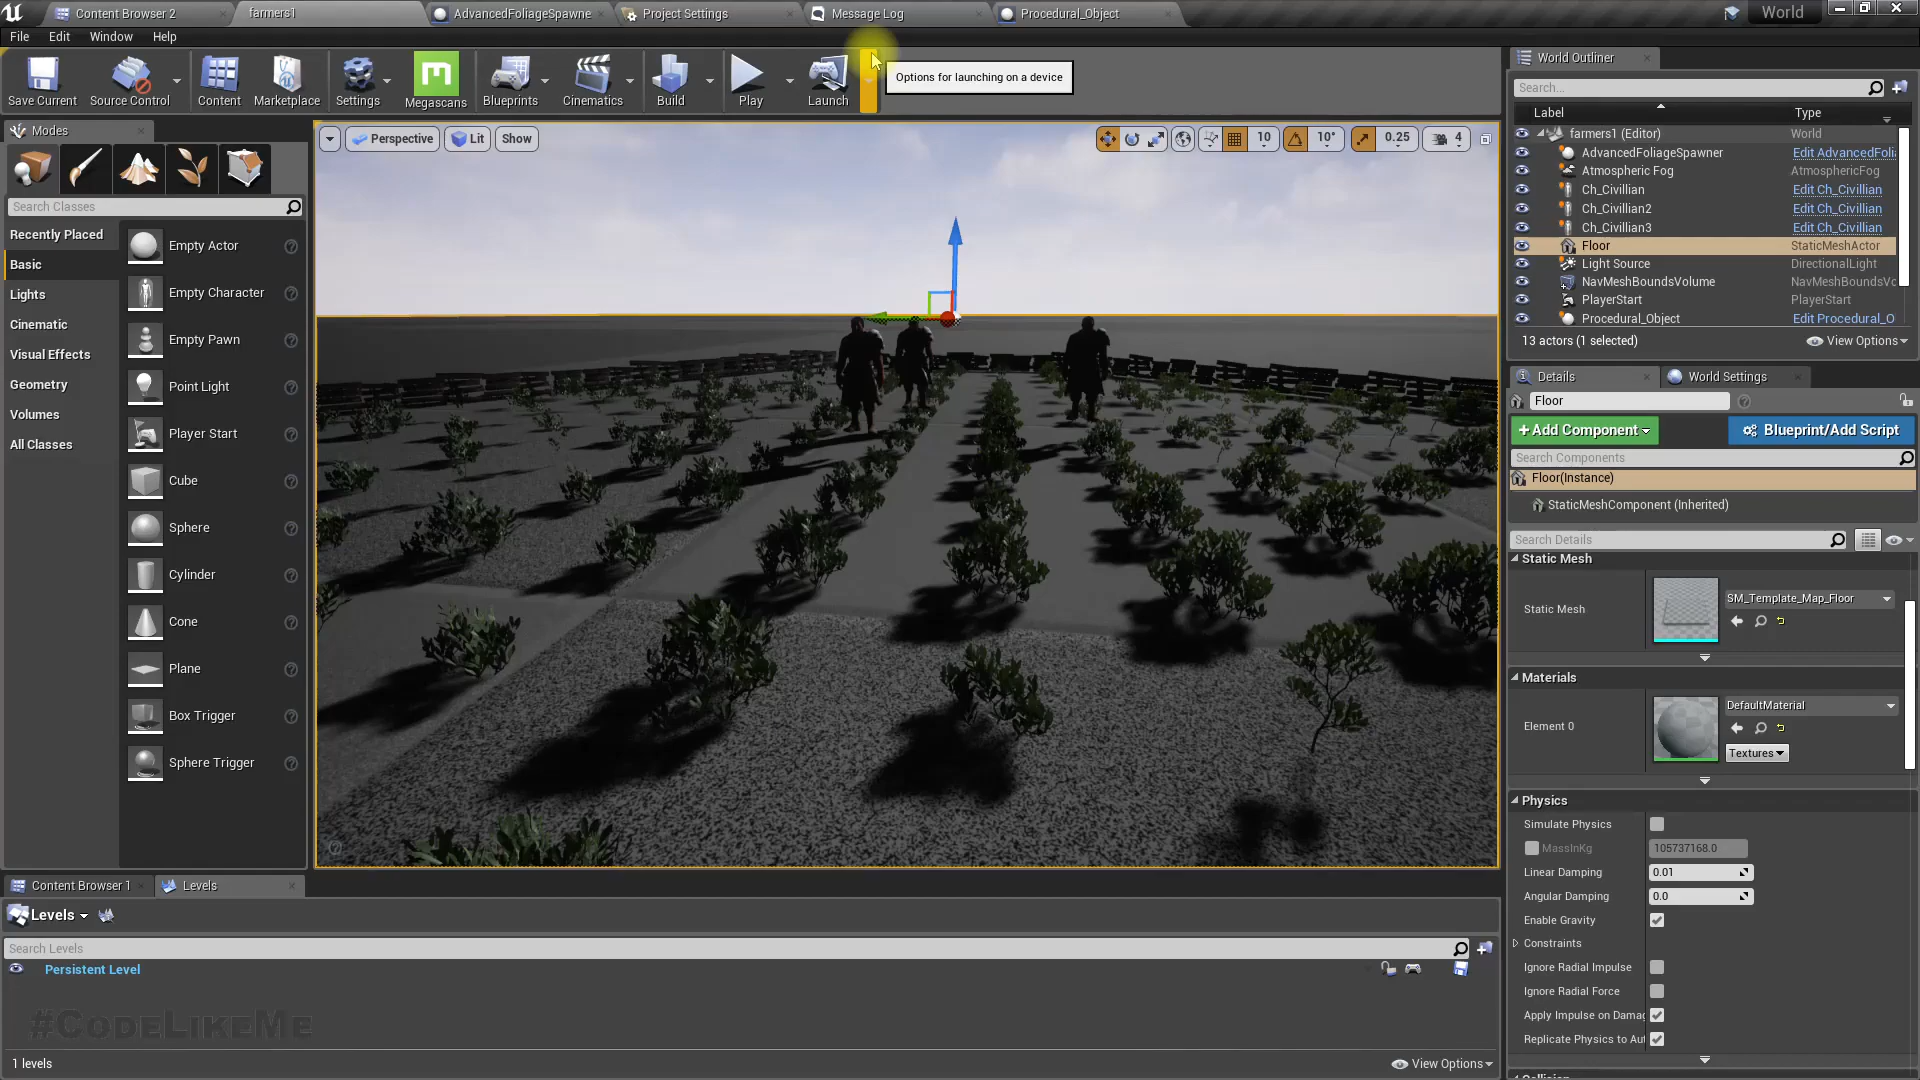 Content Browser 2
farmers1
AdvancedFoliageSpawne
Project Settings
Message Log
Procedural_Object
World
File Edit Window Help
Save Current
Source Control
Content
Marketplace
Settings
Megascans
Blueprints
Cinematics
Build
Play
Launch
Options for launching on a device
Modes
Search Classes
Recently Placed
Basic
Lights
Cinematic
Visual Effects
Geometry
Volumes
All Classes
Empty Actor
Empty Character
Empty Pawn
Point Light
Player Start
Cube
Sphere
Cylinder
Cone
Plane
Box Trigger
Sphere Trigger
Perspective
Lit
Show
10
10°
0.25
4
World Outliner
Search...
Label Type
farmers1 (Editor) World
AdvancedFoliageSpawner Edit AdvancedFoli
Atmospheric Fog AtmosphericFog
Ch_Civillian Edit Ch_Civillian
Ch_Civillian2 Edit Ch_Civillian
Ch_Civillian3 Edit Ch_Civillian
Floor StaticMeshActor
Light Source DirectionalLight
NavMeshBoundsVolume NavMeshBoundsVo
PlayerStart PlayerStart
Procedural_Object Edit Procedural_O
13 actors (1 selected)
View Options
Details
World Settings
Floor
+Add Component
Blueprint/Add Script
Search Components
Floor(Instance)
StaticMeshComponent (Inherited)
Search Details
Static Mesh
Static Mesh
SM_Template_Map_Floor
Materials
Element 0
DefaultMaterial
Textures
Physics
Simulate Physics
MassInKg 105737168.0
Linear Damping 0.01
Angular Damping 0.0
Enable Gravity
Constraints
Ignore Radial Impulse
Ignore Radial Force
Apply Impulse on Damag
Replicate Physics to Aut
Content Browser 1
Levels
Levels
Search Levels
Persistent Level
#CodeLikeMe
1 levels
View Options